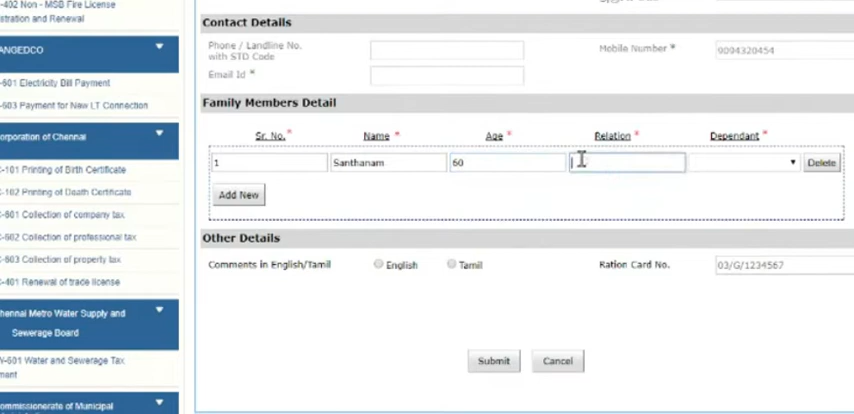 -402 Non - MSB Fire License
stration and Renewal
ANGEDCO
-601 Electricity Bill Payment
-603 Payment for New LT Connection
orporation of Chennai
-101 Printing of Birth Certificate
-102 Printing of Death Certificate
-601 Collection of company tax
-602 Collection of professional tax
-603 Collection of property tax
-401 Renewal of trade license
hennai Metro Water Supply and
Sewerage Board
-601 Water and Sewerage Tax
ment
ommissionerate of Municipal
Contact Details
Phone / Landline No.
with STD Code
Mobile Number *
9094320454
Email Id *
Family Members Detail
Sr. No. * Name * Age * Relation * Dependant *
1 Santhanam 60 Delete
Add New
Other Details
Comments in English/Tamil English Tamil Ration Card No. 03/G/1234567
Submit Cancel